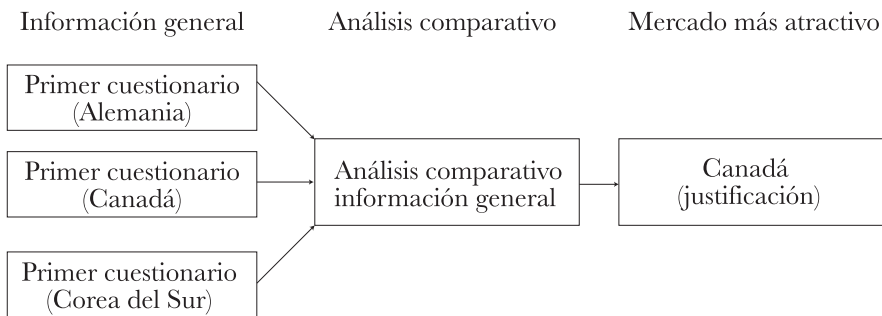 Información general
Análisis comparativo
Mercado más atractivo
Primer cuestionario
(Alemania)
Primer cuestionario
(Canadá)
Primer cuestionario
(Corea del Sur)
Análisis comparativo
información general
Canadá
(justificación)